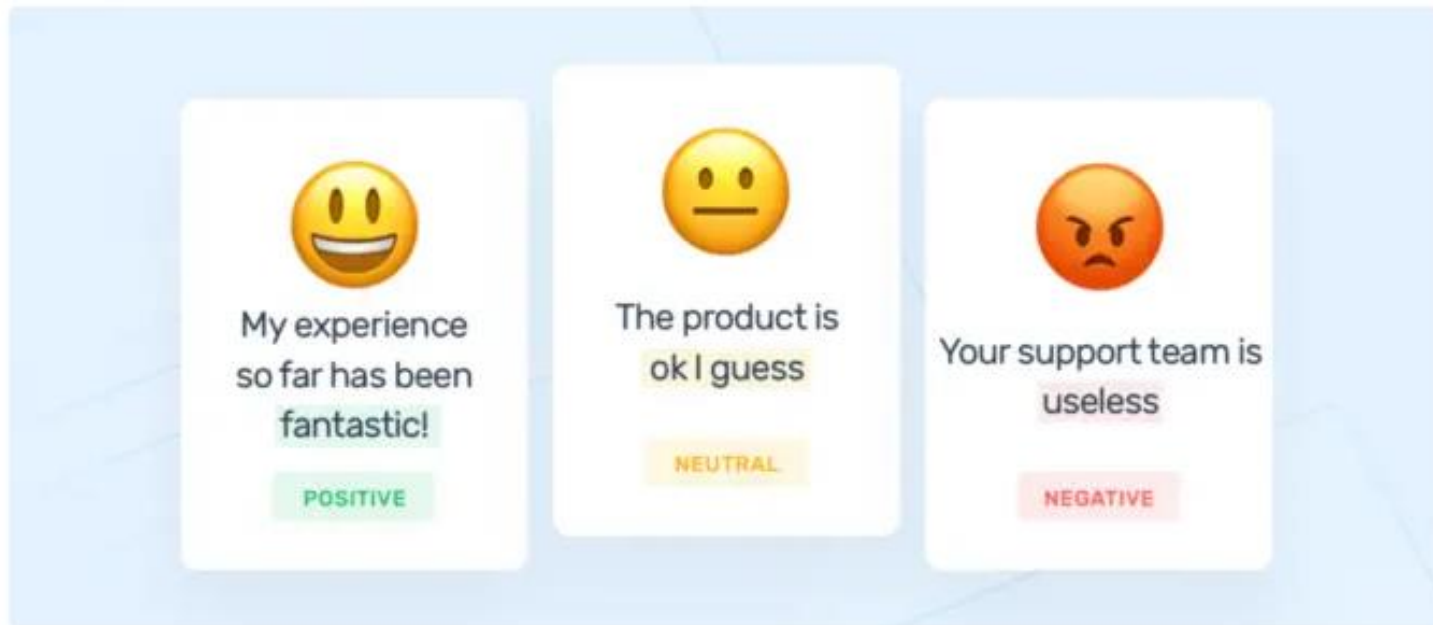 My experience
so far has been
fantastic!
POSITIVE
The product is
ok I guess
NEUTRAL
Your support team is
useless
NEGATIVE